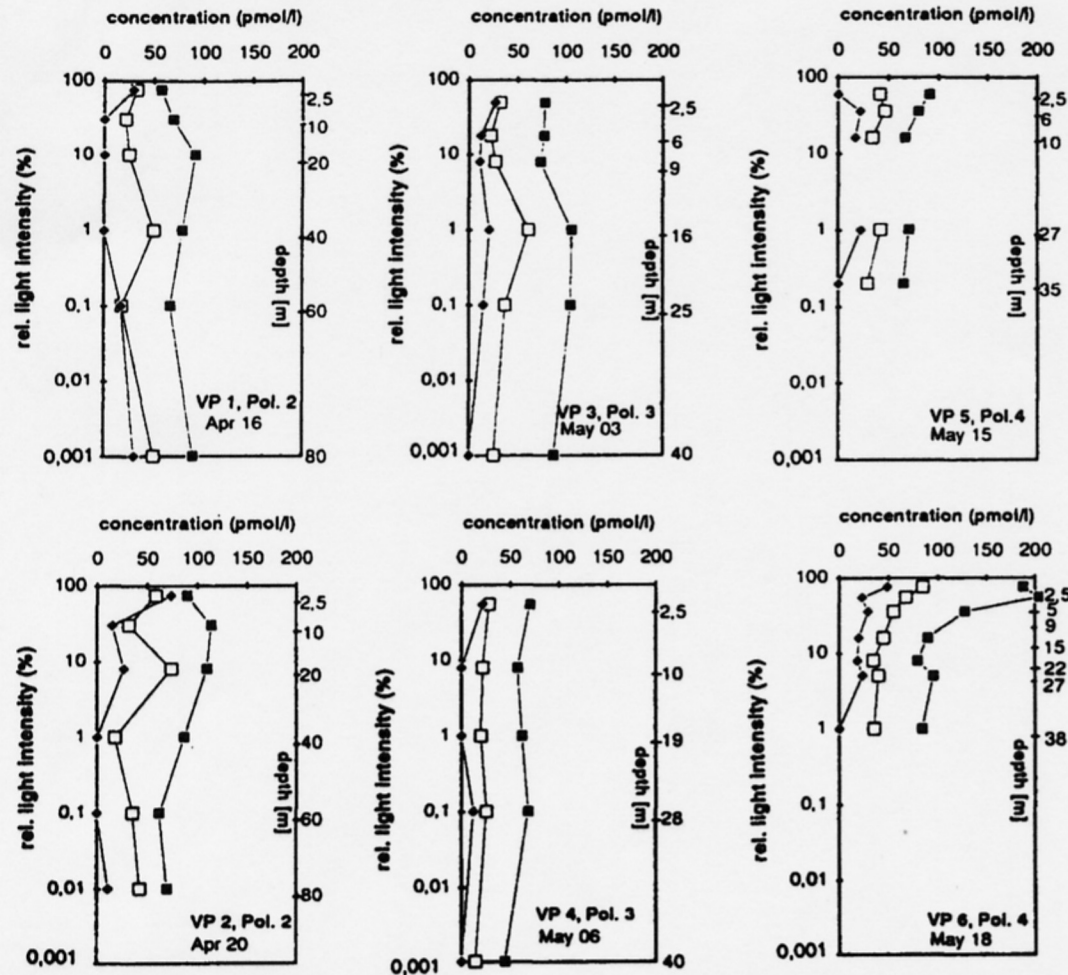 concentration (pmol/l)
0 50 100 200
rel. light intensity (%)
100
10
1
0,1
0,01
0,001
2,5
10
20
40
60
80
depth [m]
VP 1, Pol. 2
Apr 16
concentration (pmol/l)
0 50 100 200
rel. light intensity (%)
100
10
1
0,1
0,01
0,001
2,5
6
9
16
25
40
depth [m]
VP 3, Pol. 3
May 03
concentration (pmol/l)
0 50 100 150 200
rel. light intensity (%)
100
10
1
0,1
0,01
0,001
2,5
6
10
27
35
depth [m]
VP 5, Pol.4
May 15
concentration (pmol/l)
0 50 100 200
rel. light intensity (%)
100
10
1
0,1
0,01
0,001
2,5
10
20
40
60
80
depth [m]
VP 2, Pol. 2
Apr 20
concentration (pmol/l)
0 50 100 200
rel. light intensity (%)
100
10
1
0,1
0,01
0,001
2,5
10
19
28
40
depth [m]
VP 4, Pol. 3
May 06
concentration (pmol/l)
0 50 100 150 200
rel. light intensity (%)
100
10
1
0,1
0,01
0,001
2,5
5
9
15
22
27
38
depth [m]
VP 6, Pol. 4
May 18